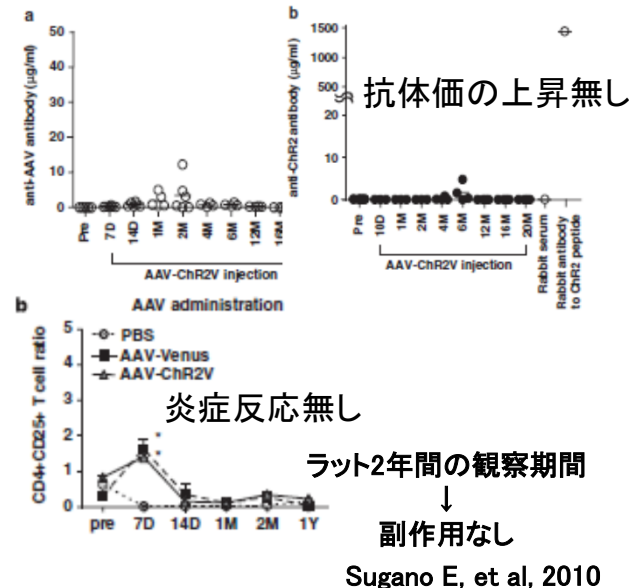 a
anti-AAV antibody (μg/ml)
50
40
30
20
10
0
Pre
7D
14D
1M
2M
4M
6M
12M
16M
AAV-ChR2V injection
b
anti-ChR2 antibody (μg/ml)
1500
1000
500
20
10
0
抗体価の上昇無し
Pre
10D
1M
2M
4M
6M
12M
16M
20M
Rabbit serum
Rabbit antibody
to ChR2 peptide
AAV-ChR2V injection
b
AAV administration
CD4+CD25+ T cell ratio
5
4
3
2
1
0
PBS
AAV-Venus
AAV-ChR2V
炎症反応無し
*
*
pre
7D
14D
1M
2M
1Y
ラット2年間の観察期間
↓
副作用なし
Sugano E, et al, 2010